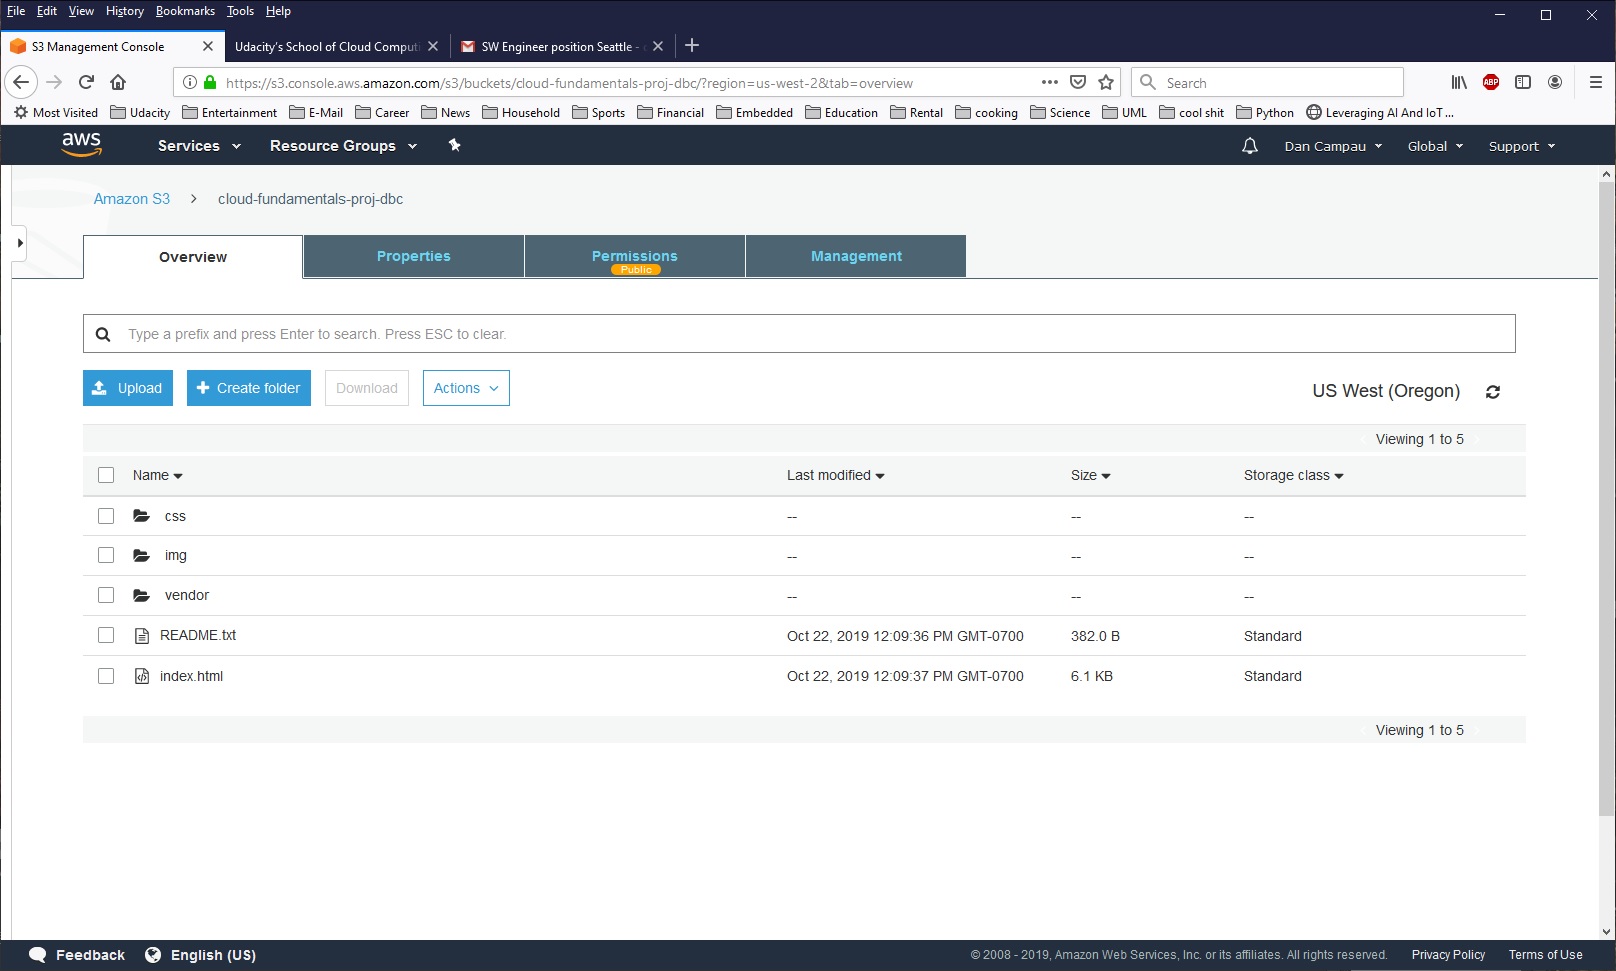 File Edit View History Bookmarks Tools Help
S3 Management Console
Udacity's School of Cloud Computi
SW Engineer position Seattle -
https://s3.console.aws.amazon.com/s3/buckets/cloud-fundamentals-proj-dbc/?region=us-west-2&tab=overview
Search
ABP
Most Visited Udacity Entertainment E-Mail Career News Household Sports Financial Embedded Education Rental cooking Science UML cool shit Python Leveraging AI And IoT ...
aws Services Resource Groups Dan Campau Global Support
Amazon S3 > cloud-fundamentals-proj-dbc
Overview Properties Permissions Management
Public
Type a prefix and press Enter to search. Press ESC to clear.
Upload + Create folder Download Actions US West (Oregon)
Viewing 1 to 5
Name Last modified Size Storage class
css -- -- --
img -- -- --
vendor -- -- --
README.txt Oct 22, 2019 12:09:36 PM GMT-0700 382.0 B Standard
index.html Oct 22, 2019 12:09:37 PM GMT-0700 6.1 KB Standard
Viewing 1 to 5
Feedback English (US) © 2008 - 2019, Amazon Web Services, Inc. or its affiliates. All rights reserved. Privacy Policy Terms of Use